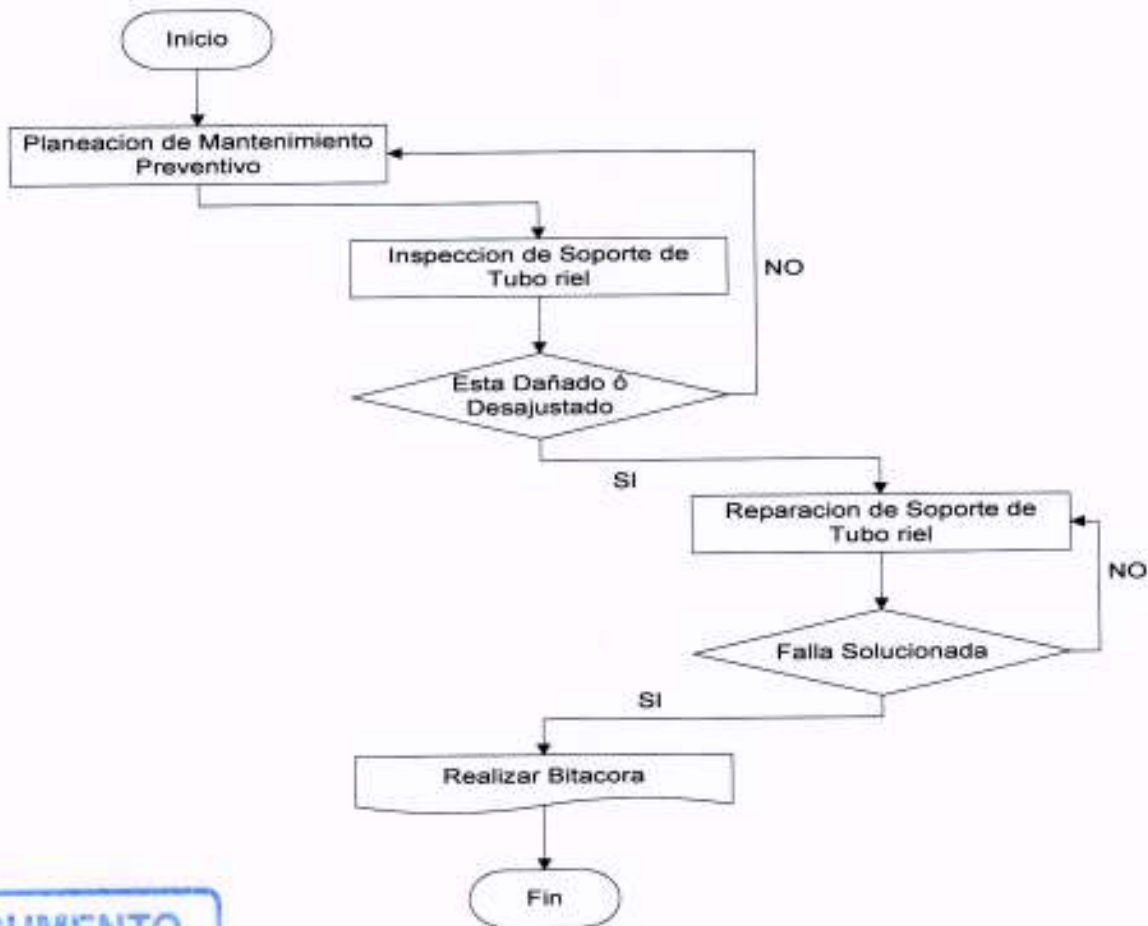 Inicio
Planeacion de Mantenimiento
Preventivo
Inspeccion de Soporte de
Tubo riel
NO
Esta Dañado ó
Desajustado
SI
Reparacion de Soporte de
Tubo riel
NO
Falla Solucionada
SI
Realizar Bitacora
Fin